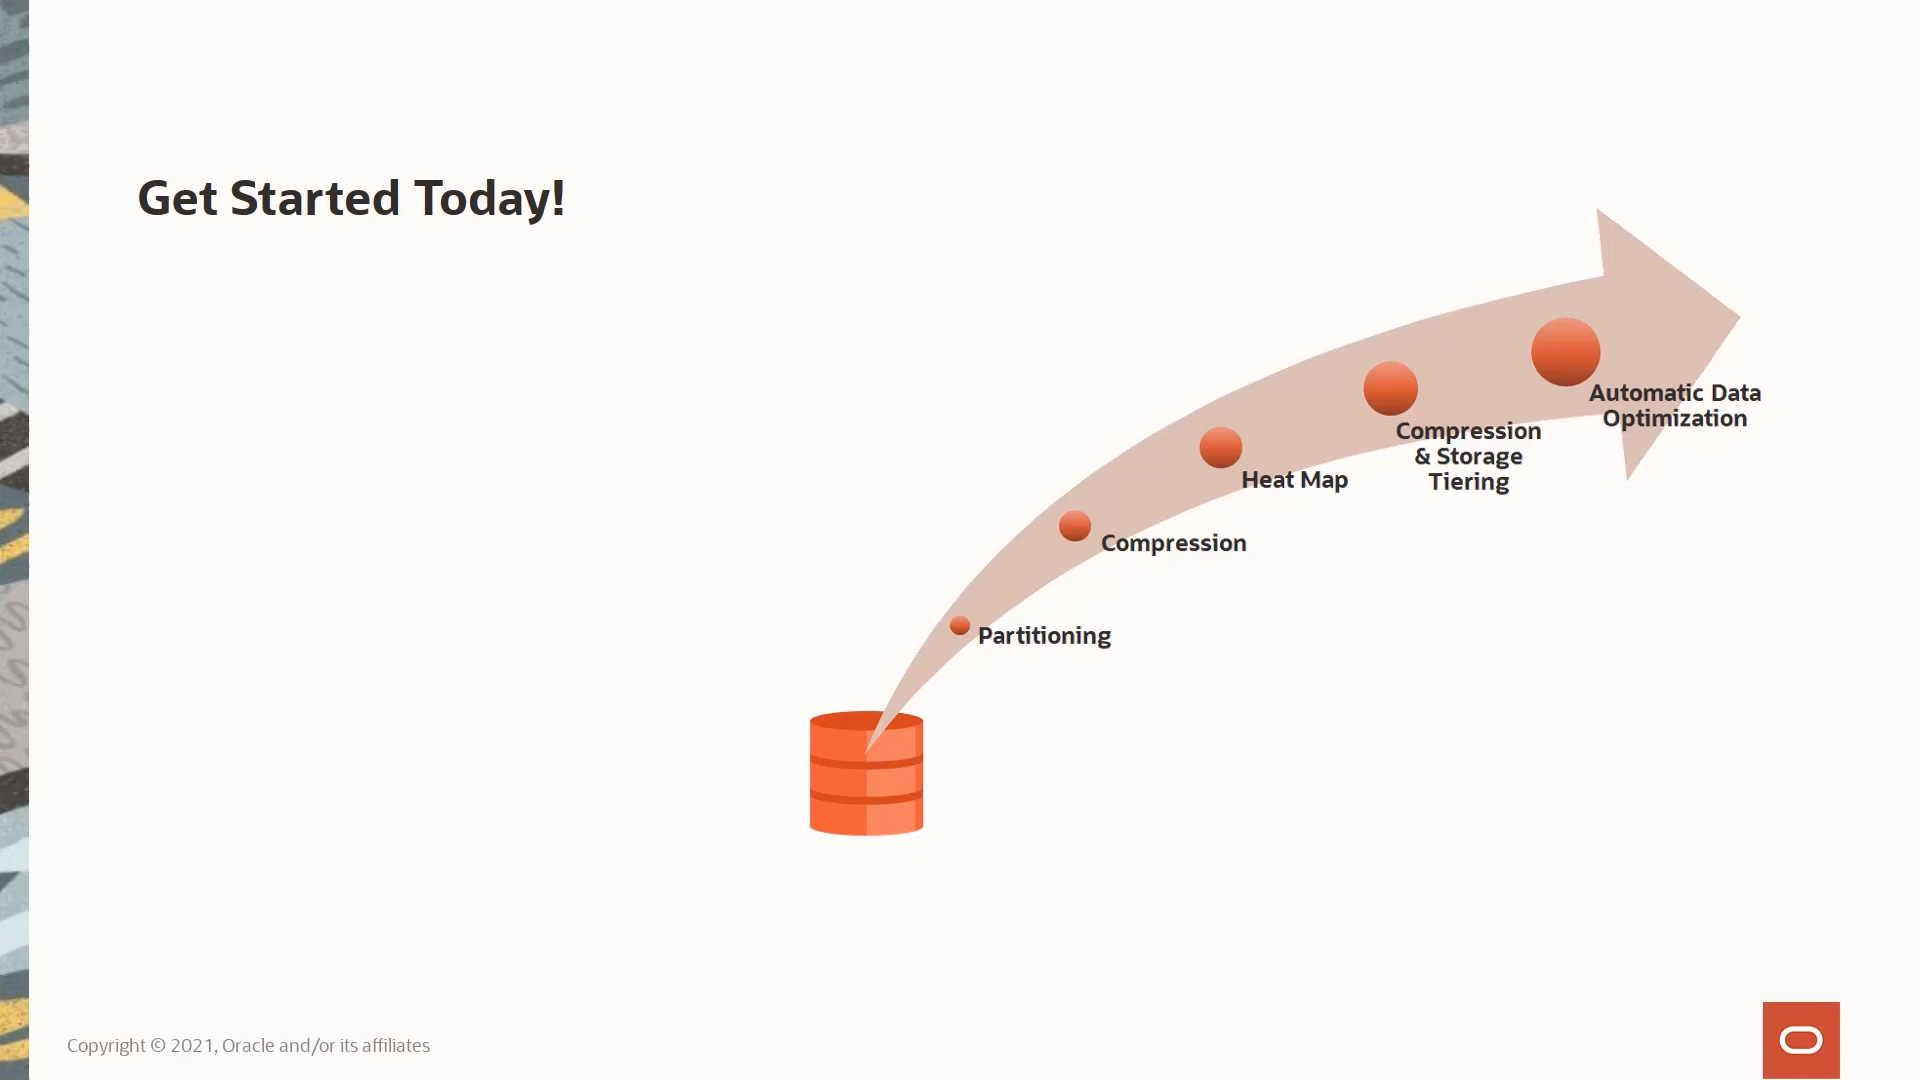 Get Started Today!
Automatic Data
Optimization
Compression
& Storage
Tiering
Heat Map
Compression
Partitioning
Copyright © 2021, Oracle and/or its affiliates